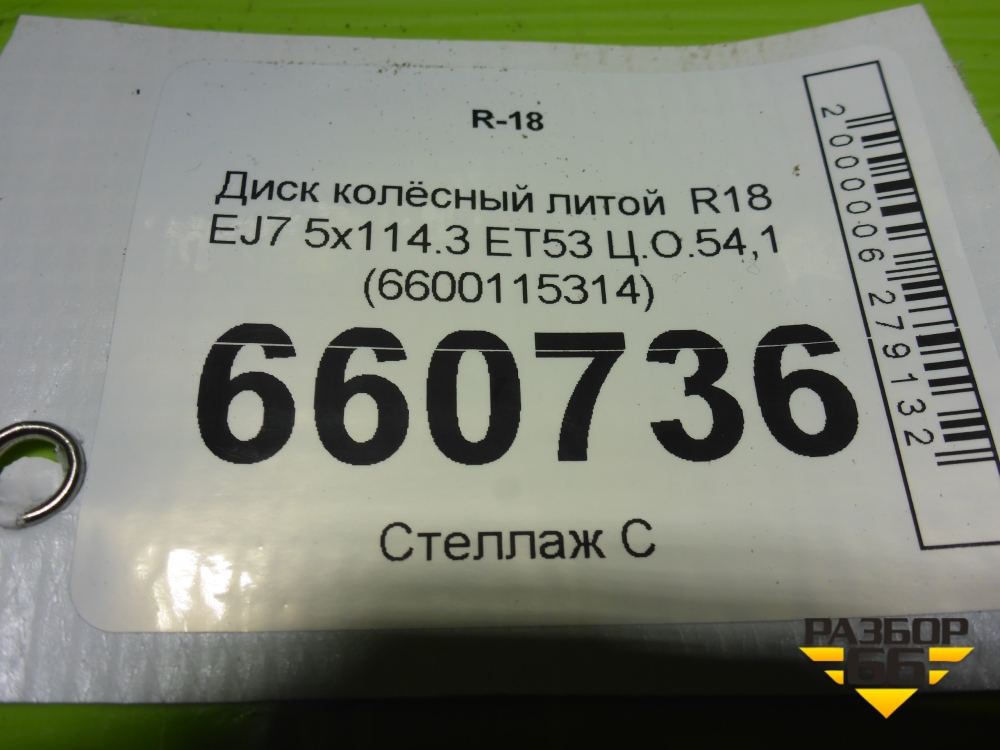 R-18
Диск колёсный литой R18
EJ7 5x114.3 ET53 Ц.О.54,1
(6600115314)
660736
Стеллаж С
2000006279132
РАЗБОР
66